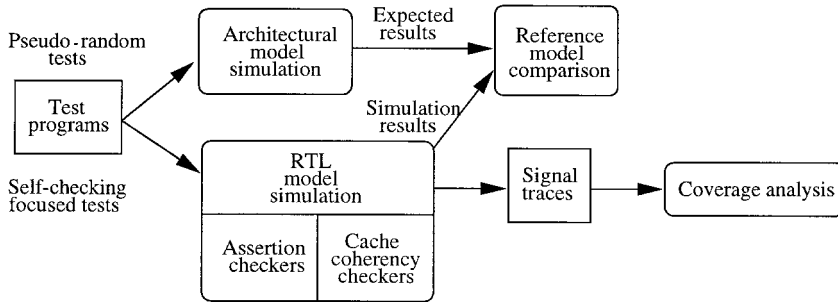 Pseudo-random
tests
Test
programs
Self-checking
focused tests
Architectural
model
simulation
Expected
results
Reference
model
comparison
Simulation
results
RTL
model
simulation
Assertion
checkers
Cache
coherency
checkers
Signal
traces
Coverage analysis